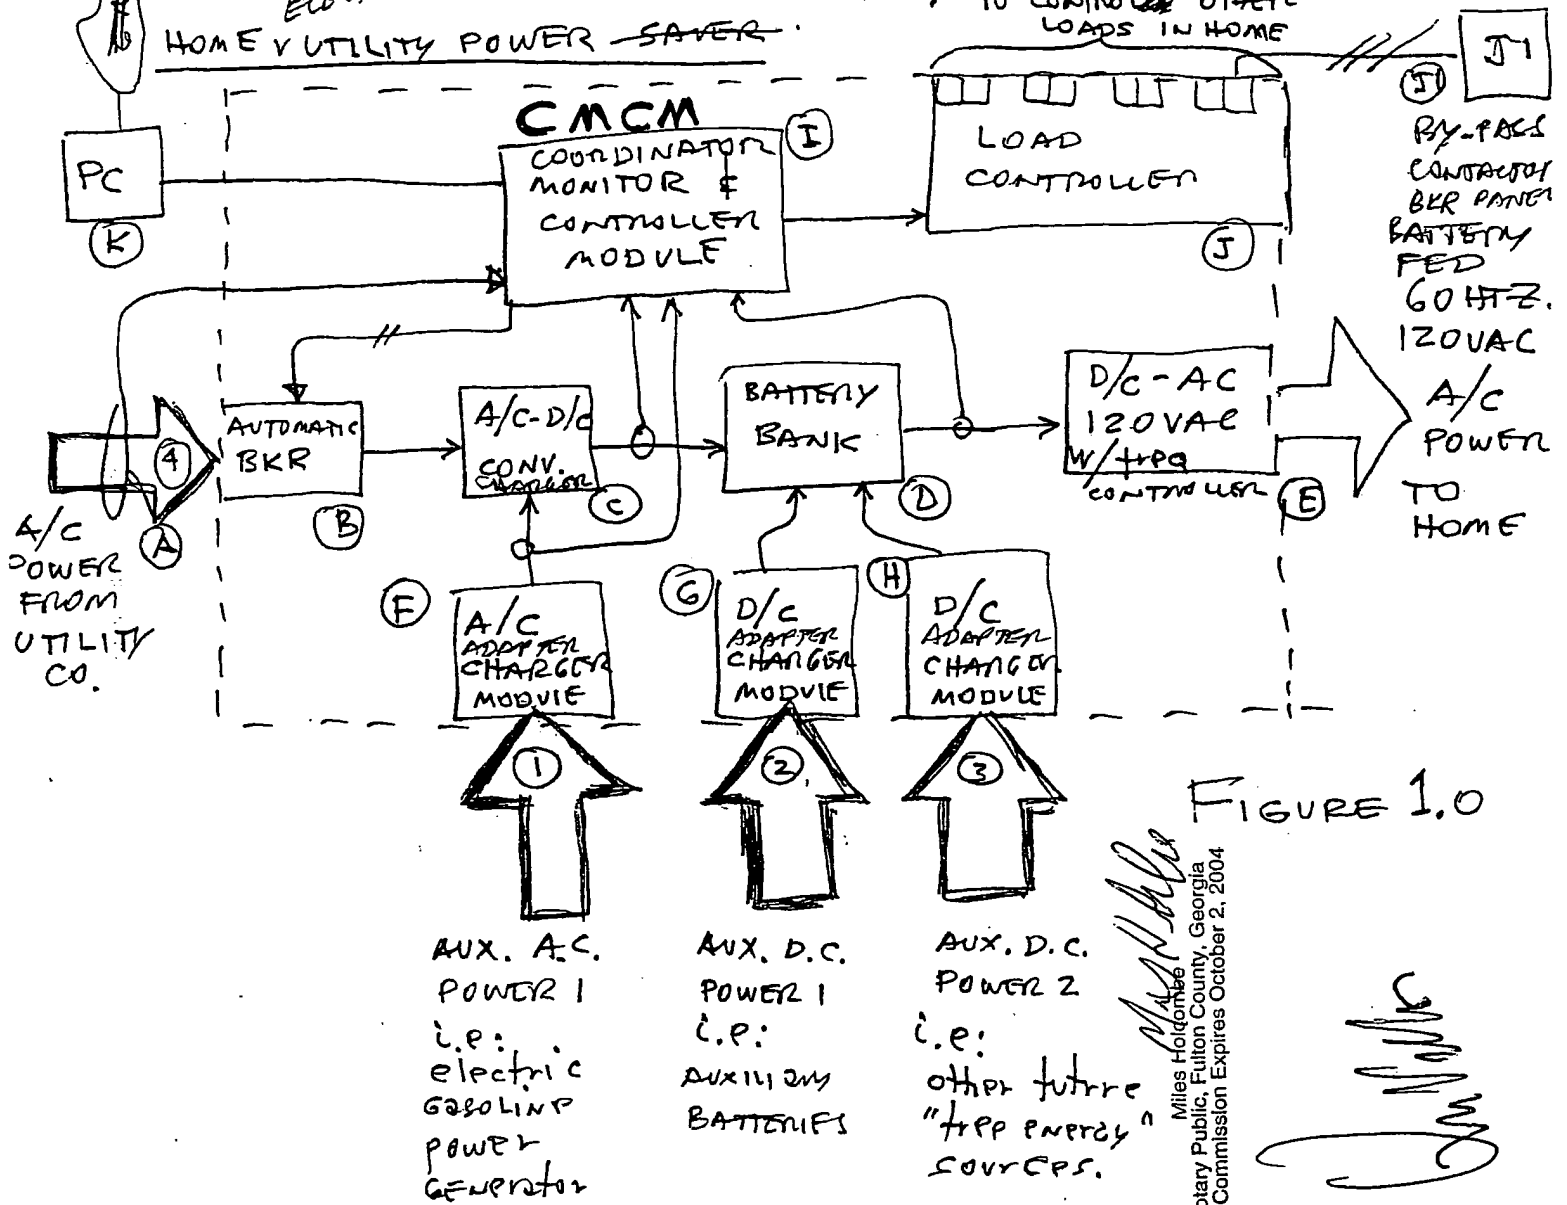 HOME UTILITY POWER SAVER.
TO CONTROL OTHER
LOADS IN HOME
J1
J1
BY-PASS
CONTACTOR
BKR PANEL
BATTERY
FED
60 HTZ.
120VAC
A/C
POWER
TO
HOME
CMCM
I
COORDINATOR
MONITOR &
CONTROLLER
MODULE
LOAD
CONTROLLER
J
PC
K
4
A
A/C
POWER
FROM
UTILITY
CO.
AUTOMATIC
BKR
B
A/C-D/C
CONV.
CHARGER
C
BATTERY
BANK
D
D/C-AC
120VAC
W/freq
CONTROLLER
E
F
A/C
ADAPTER
CHARGER
MODULE
G
D/C
ADAPTER
CHARGER
MODULE
H
D/C
ADAPTER
CHARGER
MODULE
1
2
3
FIGURE 1.0
AUX. A.C.
POWER 1
i.e:
electric
GASOLINE
power
GENerator
AUX. D.C.
POWER 1
i.e:
AUXILIARY
BATTERIES
AUX. D.C.
POWER 2
i.e:
other future
"free energy"
sources.
Miles Holcombe
otary Public, Fulton County, Georgia
Commission Expires October 2, 2004